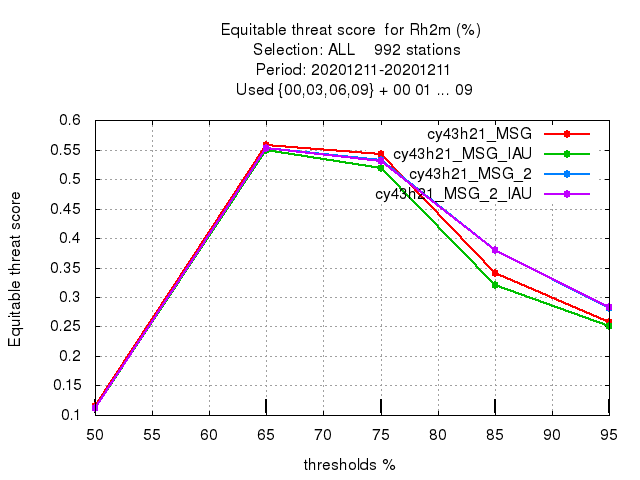 Equitable threat score  for Rh2m (%)
Selection: ALL    992 stations
Period: 20201211-20201211
Used {00,03,06,09} + 00 01 ... 09
cy43h21_MSG
cy43h21_MSG_IAU
cy43h21_MSG_2
cy43h21_MSG_2_IAU
Equitable threat score
0.6
0.55
0.5
0.45
0.4
0.35
0.3
0.25
0.2
0.15
0.1
50 55 60 65 70 75 80 85 90 95
thresholds %